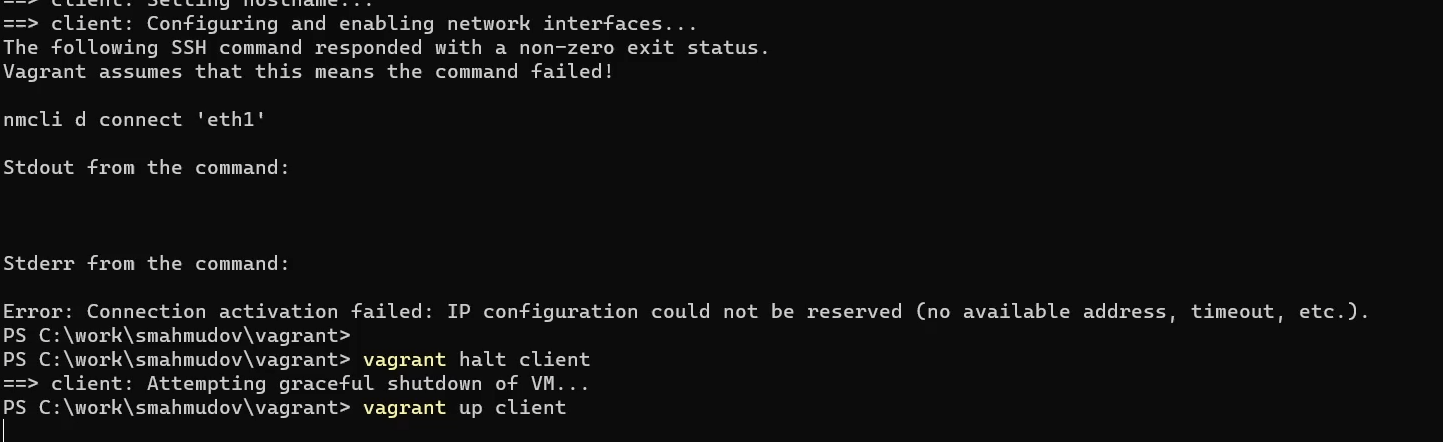 ==> client: Setting hostname...
==> client: Configuring and enabling network interfaces...
The following SSH command responded with a non-zero exit status.
Vagrant assumes that this means the command failed!
nmcli d connect 'eth1'
Stdout from the command:
Stderr from the command:
Error: Connection activation failed: IP configuration could not be reserved (no available address, timeout, etc.).
PS C:\work\smahmudov\vagrant>
PS C:\work\smahmudov\vagrant> vagrant halt client
==> client: Attempting graceful shutdown of VM...
PS C:\work\smahmudov\vagrant> vagrant up client